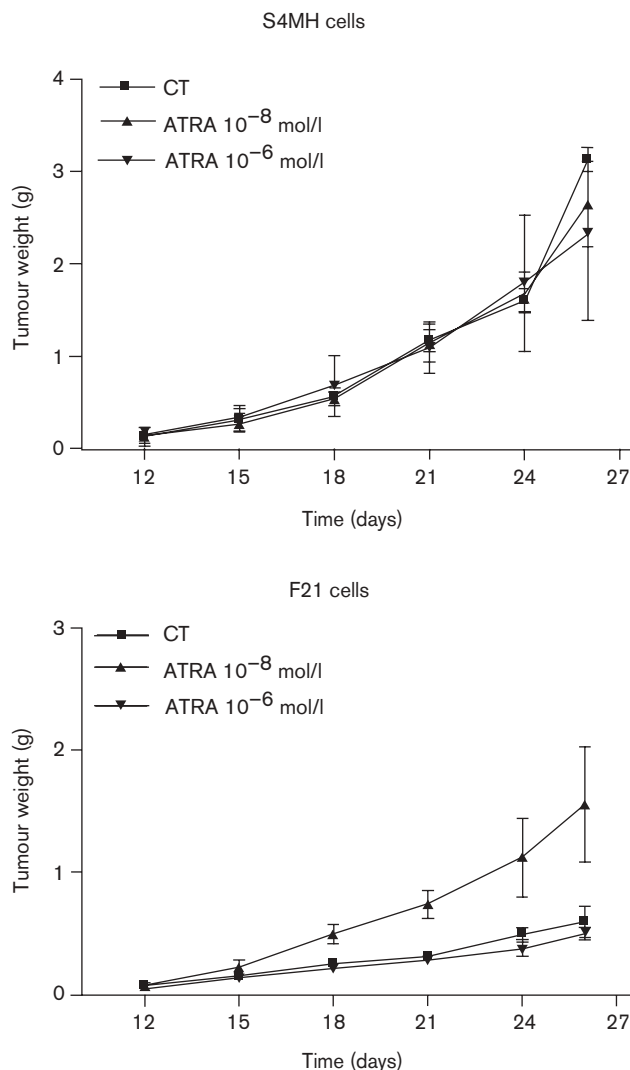 S4MH cells
4
3
2
1
0
Tumour weight (g)
CT
ATRA 10⁻⁸ mol/l
ATRA 10⁻⁶ mol/l
12 15 18 21 24 27
Time (days)
F21 cells
3
2
1
0
Tumour weight (g)
CT
ATRA 10⁻⁸ mol/l
ATRA 10⁻⁶ mol/l
12 15 18 21 24 27
Time (days)